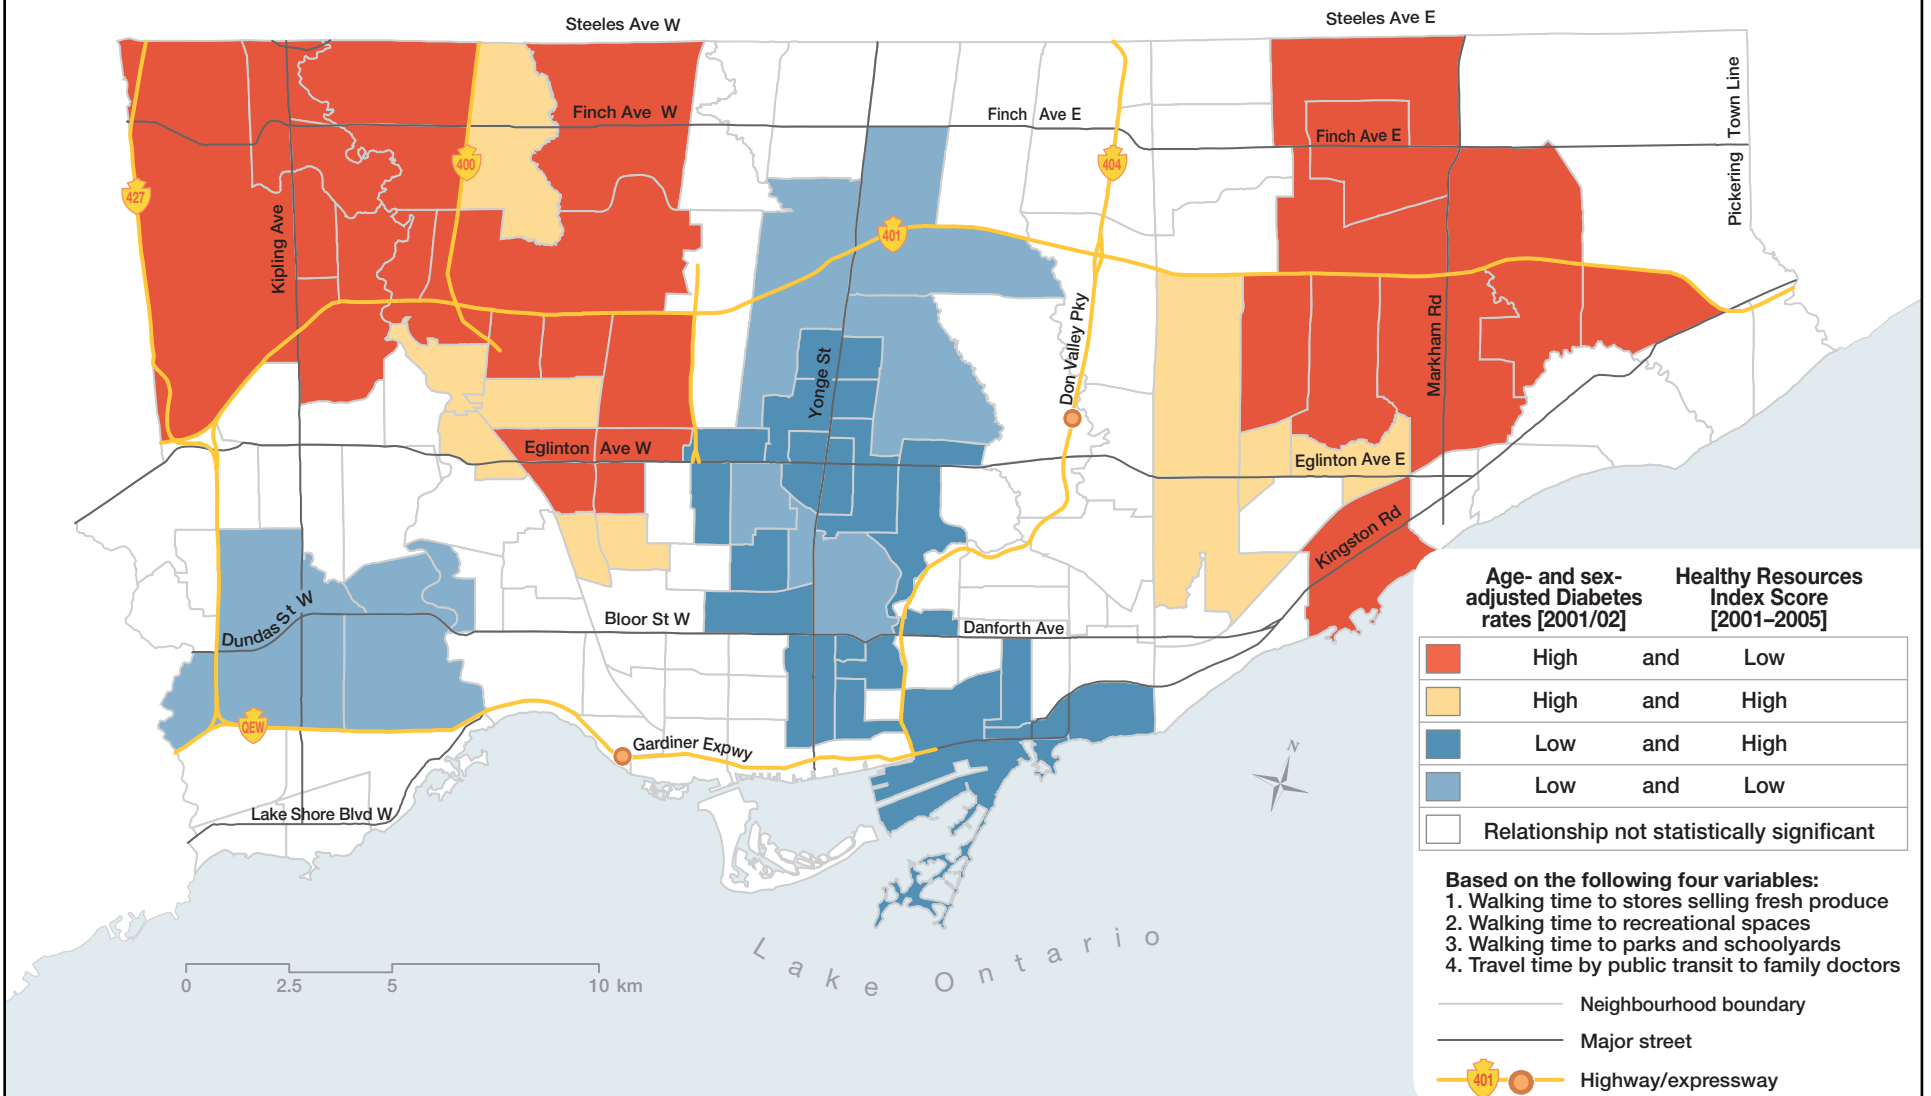 Steeles Ave W
Steeles Ave E
Finch Ave W
Finch Ave E
Finch Ave E
Pickering Town Line
400
404
427
401
Kipling Ave
Don Valley Pky
Markham Rd
Yonge St
Eglinton Ave W
Eglinton Ave E
Kingston Rd
Dundas St W
Bloor St W
Danforth Ave
QEW
Gardiner Expwy
Lake Shore Blvd W
N
Lake Ontario
0 2.5 5 10 km
Age- and sex- Healthy Resources
adjusted Diabetes Index Score
rates [2001/02] [2001–2005]
High and Low
High and High
Low and High
Low and Low
Relationship not statistically significant
Based on the following four variables:
1. Walking time to stores selling fresh produce
2. Walking time to recreational spaces
3. Walking time to parks and schoolyards
4. Travel time by public transit to family doctors
Neighbourhood boundary
Major street
401 Highway/expressway